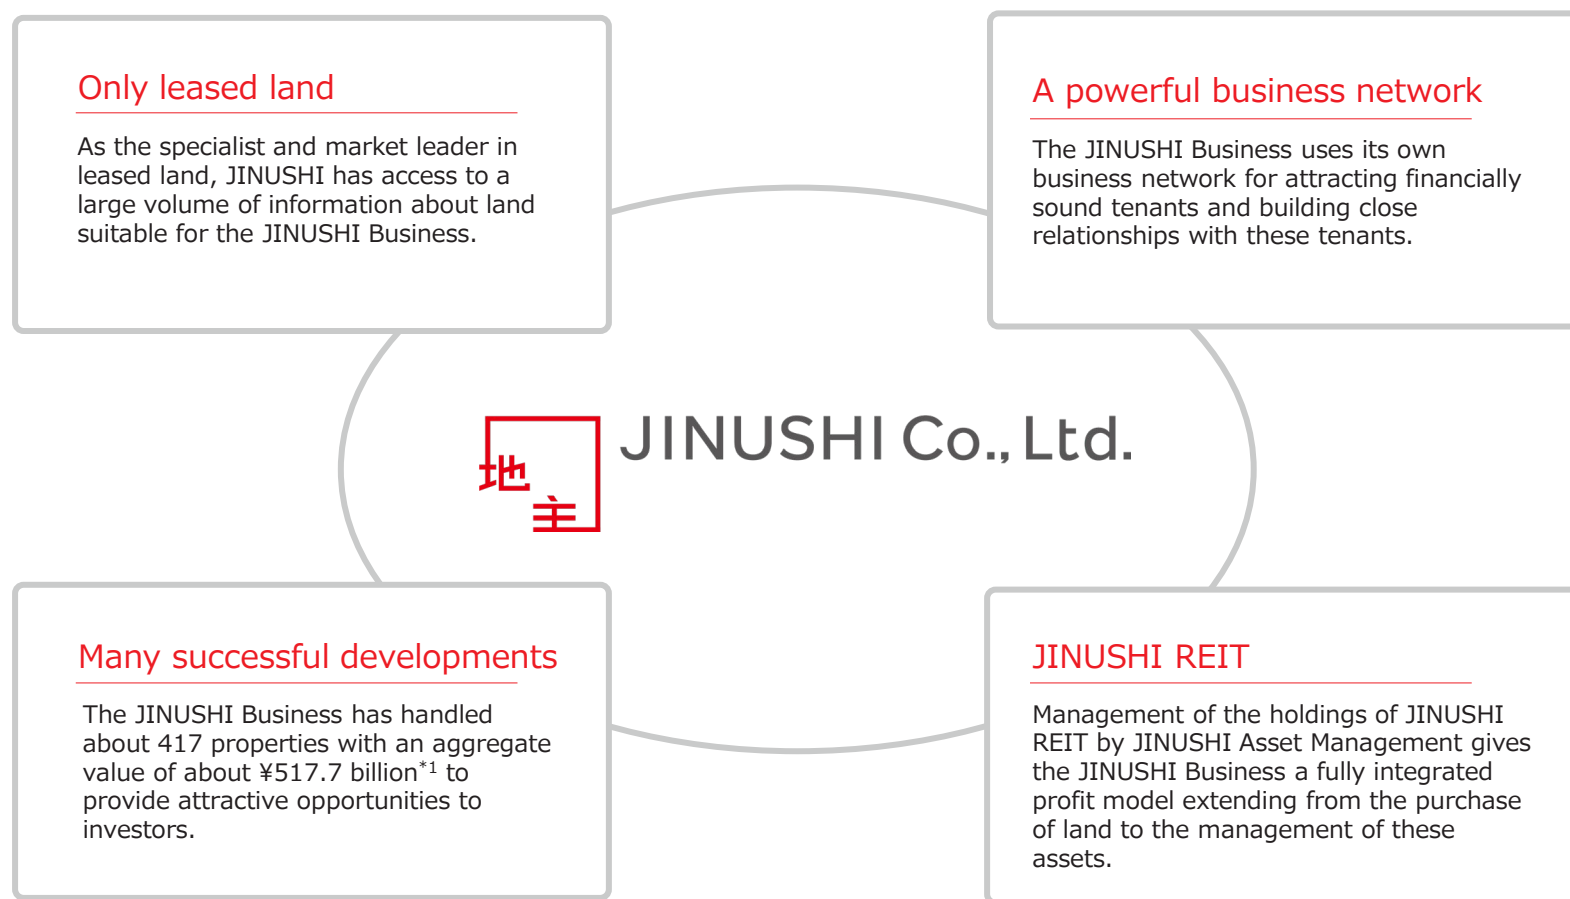 Only leased land
As the specialist and market leader in
leased land, JINUSHI has access to a
large volume of information about land
suitable for the JINUSHI Business.
A powerful business network
The JINUSHI Business uses its own
business network for attracting financially
sound tenants and building close
relationships with these tenants.
地主
JINUSHI Co., Ltd.
Many successful developments
The JINUSHI Business has handled
about 417 properties with an aggregate
value of about ¥517.7 billion*1 to
provide attractive opportunities to
investors.
JINUSHI REIT
Management of the holdings of JINUSHI
REIT by JINUSHI Asset Management gives
the JINUSHI Business a fully integrated
profit model extending from the purchase
of land to the management of these
assets.